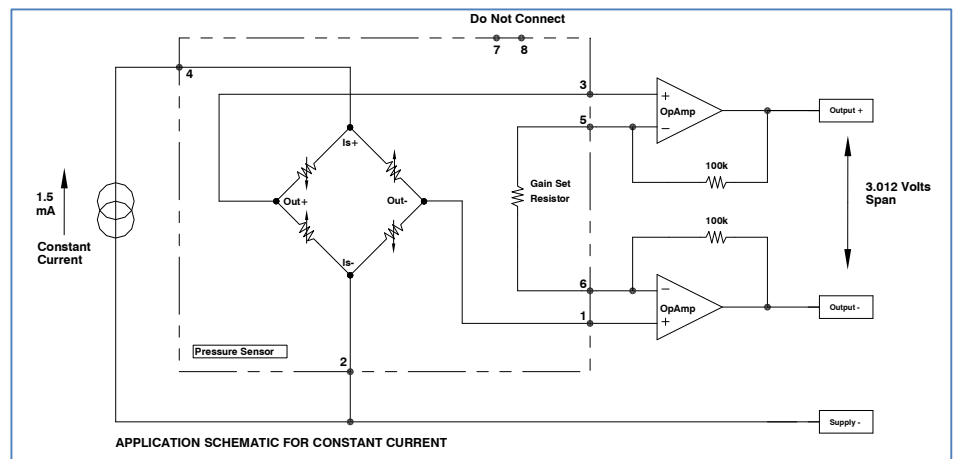 Do Not Connect
7 8
4
3
+
OpAmp
−
Output +
5
Is+
100k
1.5
mA
Constant
Current
Out+
Out-
Gain Set
Resistor
3.012 Volts
Span
100k
Is-
6
−
OpAmp
+
Output -
1
Pressure Sensor
2
Supply -
APPLICATION SCHEMATIC FOR CONSTANT CURRENT